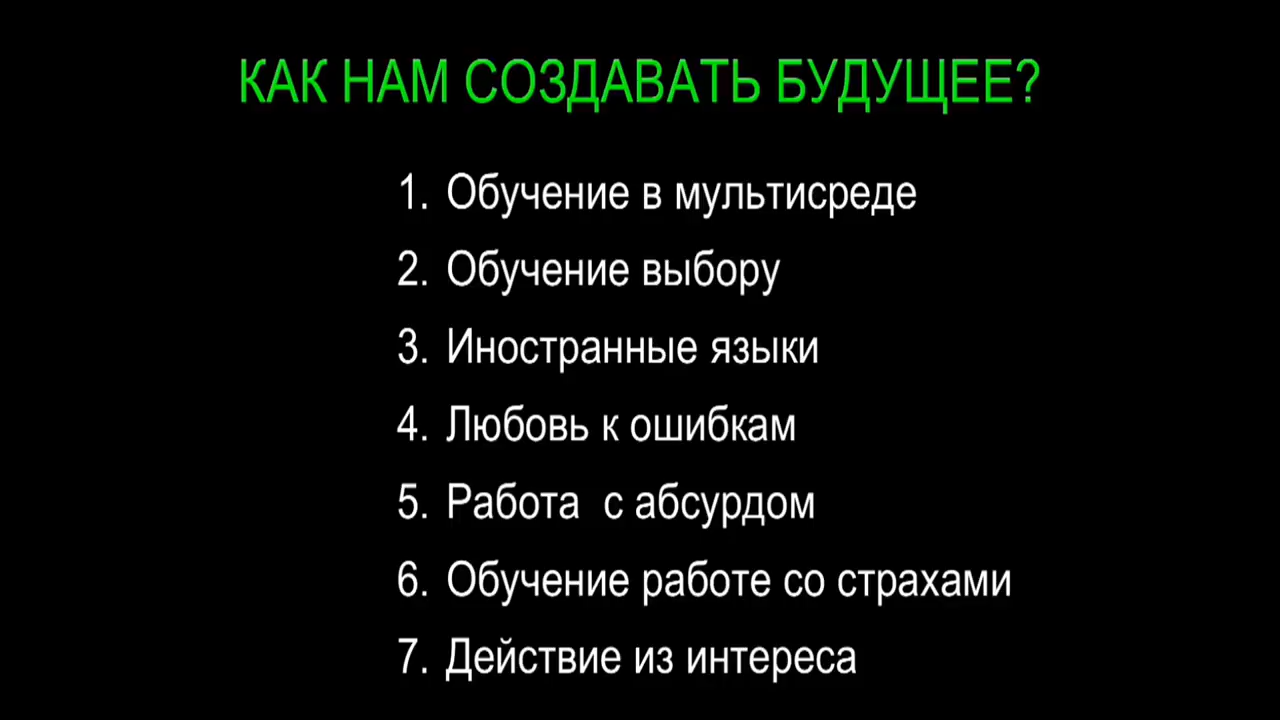 КАК НАМ СОЗДАВАТЬ БУДУЩЕЕ?
1. Обучение в мультисреде
2. Обучение выбору
3. Иностранные языки
4. Любовь к ошибкам
5. Работа с абсурдом
6. Обучение работе со страхами
7. Действие из интереса